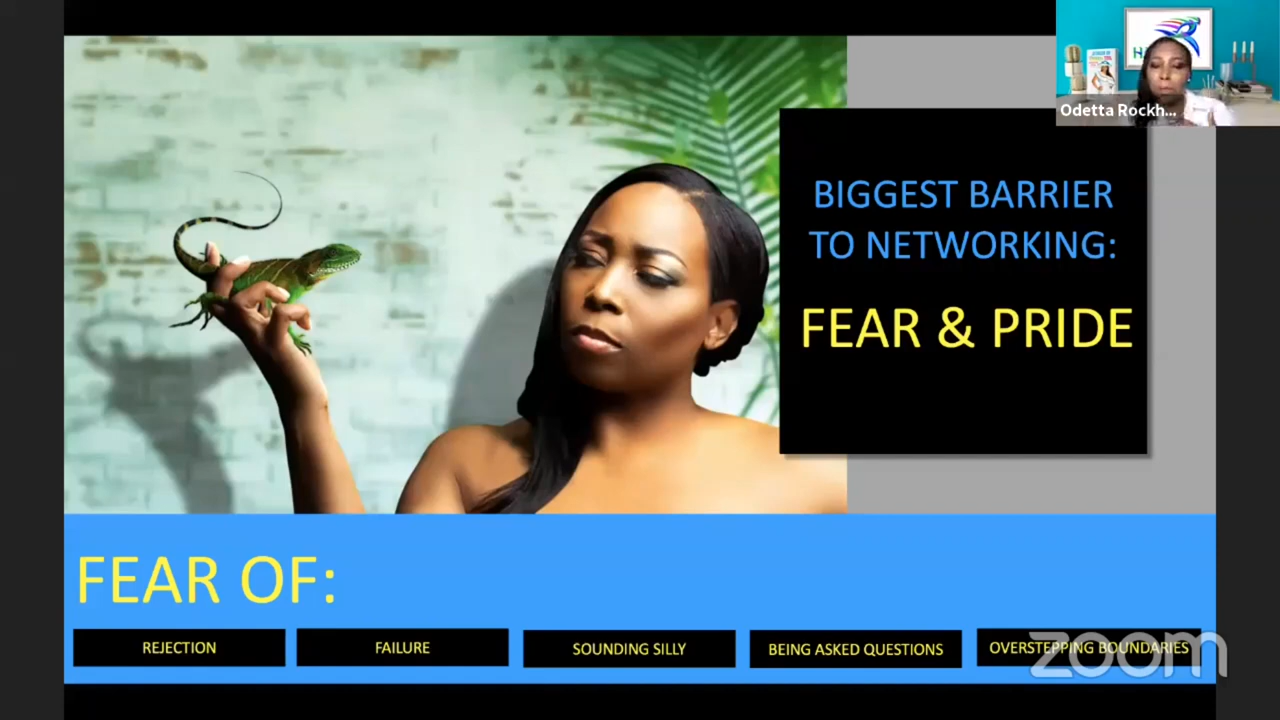 Odetta Rockh...
BIGGEST BARRIER
TO NETWORKING:
FEAR & PRIDE
FEAR OF:
REJECTION
FAILURE
SOUNDING SILLY
BEING ASKED QUESTIONS
OVERSTEPPING BOUNDARIES
zoom